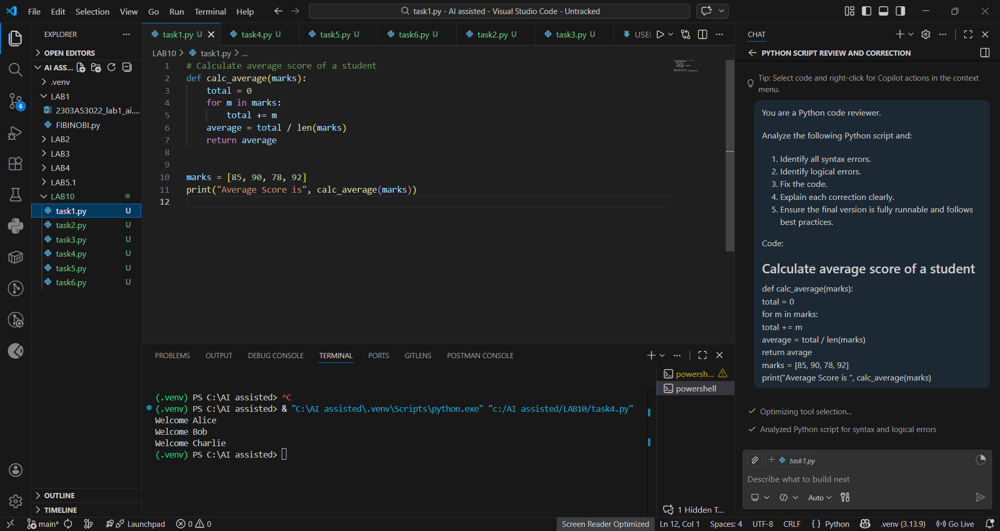 File Edit Selection View Go Run Terminal Help
task1.py - AI assisted - Visual Studio Code - Untracked
EXPLORER
OPEN EDITORS
AI ASS...
.venv
LAB1
2303A53022_lab1_ai....
FIBINOBI.py
LAB2
LAB3
LAB4
LAB5.1
LAB10
task1.py U
task2.py U
task3.py U
task4.py U
task5.py U
task6.py U
OUTLINE
TIMELINE
6
task1.py U task4.py U task5.py U task6.py U task2.py U task3.py U USE
LAB10 > task1.py > ...
1 # Calculate average score of a student
2 def calc_average(marks):
3 total = 0
4 for m in marks:
5 total += m
6 average = total / len(marks)
7 return average
8
9
10 marks = [85, 90, 78, 92]
11 print("Average Score is", calc_average(marks))
12
PROBLEMS OUTPUT DEBUG CONSOLE TERMINAL PORTS GITLENS POSTMAN CONSOLE
(.venv) PS C:\AI assisted> ^C
(.venv) PS C:\AI assisted> & "C:\AI assisted\.venv\Scripts\python.exe" "c:/AI assisted/LAB10/task4.py"
Welcome Alice
Welcome Bob
Welcome Charlie
(.venv) PS C:\AI assisted>
powersh...
powershell
1 Hidden T...
CHAT
PYTHON SCRIPT REVIEW AND CORRECTION
Tip: Select code and right-click for Copilot actions in the context
menu.
You are a Python code reviewer.
Analyze the following Python script and:
1. Identify all syntax errors.
2. Identify logical errors.
3. Fix the code.
4. Explain each correction clearly.
5. Ensure the final version is fully runnable and follows
best practices.
Code:
Calculate average score of a student
def calc_average(marks):
total = 0
for m in marks:
total += m
average = total / len(marks)
return avrage
marks = [85, 90, 78, 92]
print("Average Score is ", calc_average(marks)
Optimizing tool selection...
Analyzed Python script for syntax and logical errors
task1.py
Describe what to build next
Auto
main* Launchpad 0 0 Screen Reader Optimized Ln 12, Col 1 Spaces: 4 UTF-8 CRLF { } Python .venv (3.13.9) Go Live